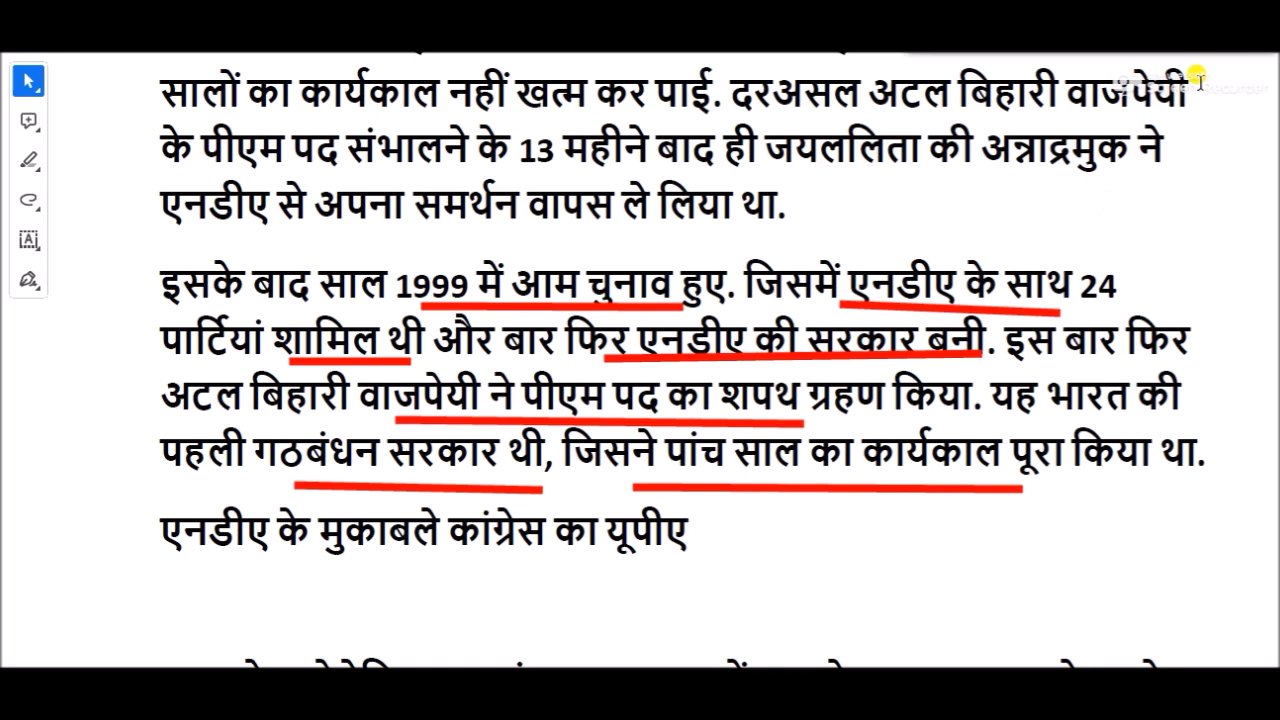 सालों का कार्यकाल नहीं खत्म कर पाई. दरअसल अटल बिहारी वाजपेयी
के पीएम पद संभालने के 13 महीने बाद ही जयललिता की अन्नाद्रमुक ने
एनडीए से अपना समर्थन वापस ले लिया था.
इसके बाद साल 1999 में आम चुनाव हुए. जिसमें एनडीए के साथ 24
पार्टियां शामिल थी और बार फिर एनडीए की सरकार बनी. इस बार फिर
अटल बिहारी वाजपेयी ने पीएम पद का शपथ ग्रहण किया. यह भारत की
पहली गठबंधन सरकार थी, जिसने पांच साल का कार्यकाल पूरा किया था.
एनडीए के मुकाबले कांग्रेस का यूपीए